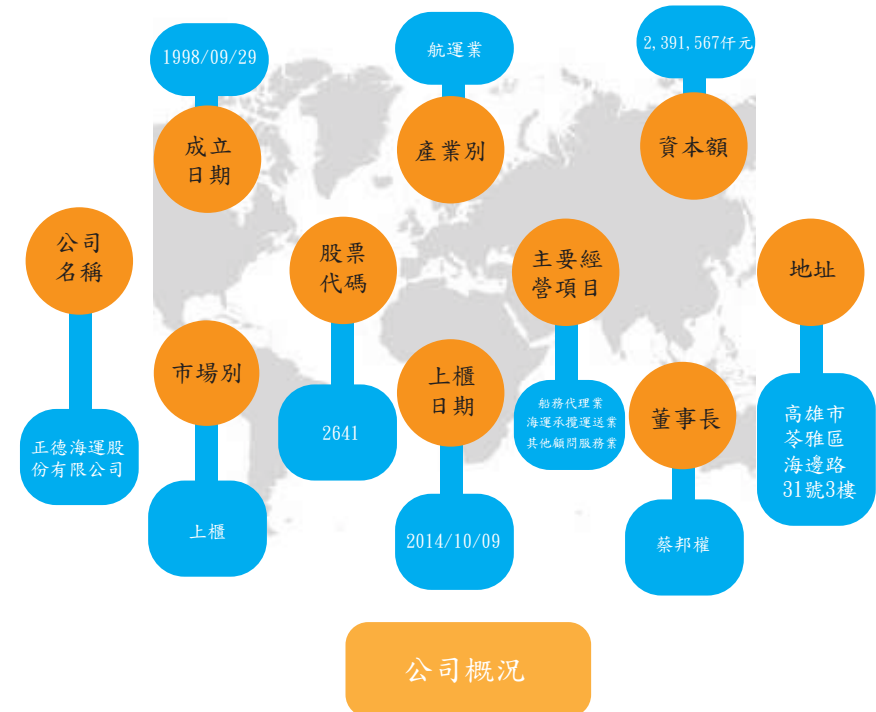 1998/09/29
成立
日期
航運業
產業別
2,391,567仟元
資本額
公司
名稱
正德海運股
份有限公司
市場別
上櫃
股票
代碼
2641
上櫃
日期
2014/10/09
主要經
營項目
船務代理業
海運承攬運送業
其他顧問服務業
董事長
蔡邦權
地址
高雄市
苓雅區
海邊路
31號3樓
公司概況